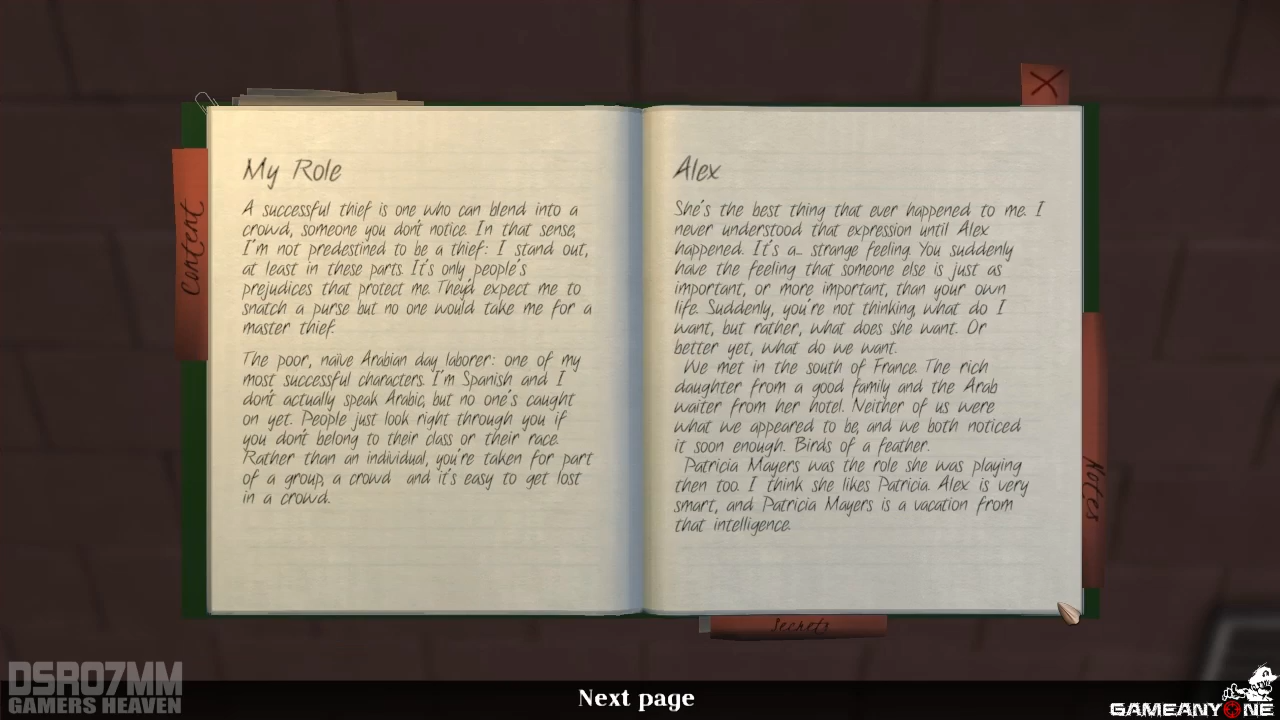 X
Content
My Role
A successful thief is one who can blend into a
crowd, someone you don't notice. In that sense,
I'm not predestined to be a thief: I stand out,
at least in these parts. It's only people's
prejudices that protect me. They'd expect me to
snatch a purse but no one would take me for a
master thief.
The poor, naïve Arabian day laborer: one of my
most successful characters. I'm Spanish and I
don't actually speak Arabic, but no one's caught
on yet. People just look right through you if
you don't belong to their class or their race.
Rather than an individual, you're taken for part
of a group, a crowd and it's easy to get lost
in a crowd.
Alex
She's the best thing that ever happened to me. I
never understood that expression until Alex
happened. It's a... strange feeling. You suddenly
have the feeling that someone else is just as
important, or more important, than your own
life. Suddenly, you're not thinking, what do I
want, but rather, what does she want. Or
better yet, what do we want.
We met in the south of France. The rich
daughter from a good family and the Arab
waiter from her hotel. Neither of us were
what we appeared to be, and we both noticed
it soon enough. Birds of a feather.
Patricia Mayers was the role she was playing
then too. I think she likes Patricia. Alex is very
smart, and Patricia Mayers is a vacation from
that intelligence.
Notes
Secrets
Next page
DSRO7MM
GAMERS HEAVEN
GAMEANYONE